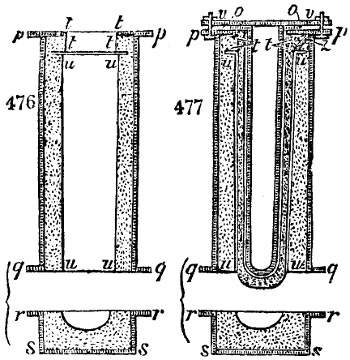 t t v o o v
p p p p
t t t t z
u u u
476 477
u u u u
q q q q
r r r r
s s s s